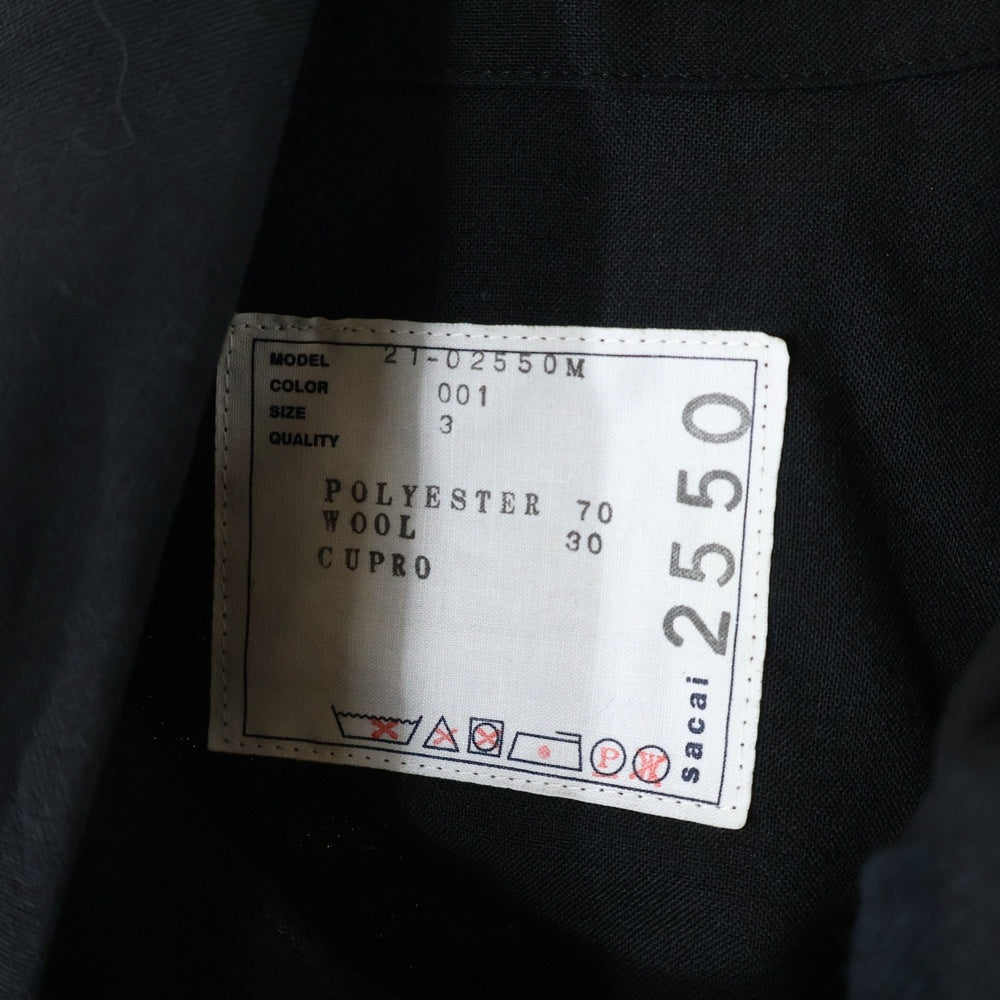 MODEL 21-02550M
COLOR 001
SIZE 3
QUALITY
POLYESTER 70
WOOL 30
CUPRO
P
W
sacai 2550